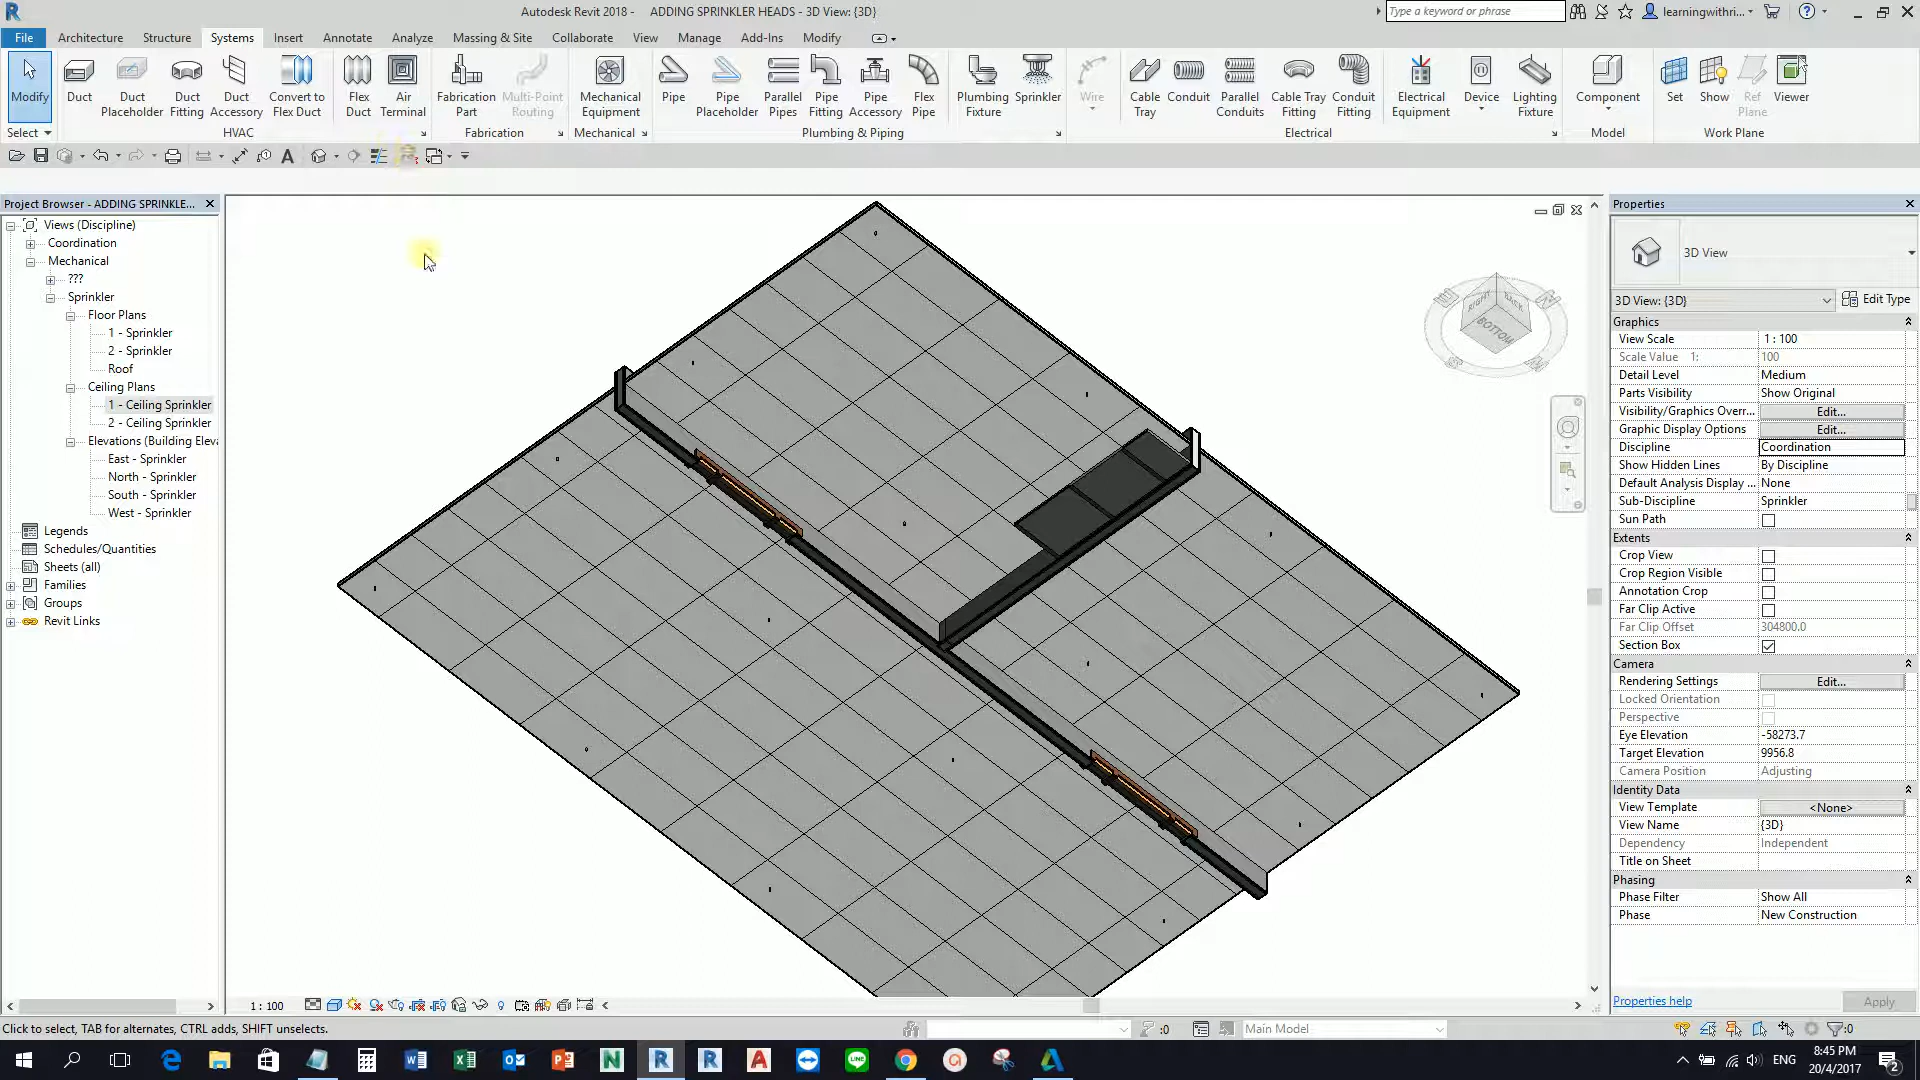 Autodesk Revit 2018 - ADDING SPRINKLER HEADS - 3D View: {3D}
Type a keyword or phrase
learningwithri...
File Architecture Structure Systems Insert Annotate Analyze Massing & Site Collaborate View Manage Add-Ins Modify
Modify
Duct
Duct Placeholder
Duct Fitting
Duct Accessory
Convert to Flex Duct
Flex Duct
Air Terminal
Fabrication Part
Multi-Point Routing
Mechanical Equipment
Pipe
Pipe Placeholder
Parallel Pipes
Pipe Fitting
Pipe Accessory
Flex Pipe
Plumbing Fixture
Sprinkler
Wire
Cable Tray
Conduit
Parallel Conduits
Cable Tray Fitting
Conduit Fitting
Electrical Equipment
Device
Lighting Fixture
Component
Set
Show
Ref Plane
Viewer
Select HVAC Fabrication Mechanical Plumbing & Piping Electrical Model Work Plane
Project Browser - ADDING SPRINKLE...
Views (Discipline)
Coordination
Mechanical
???
Sprinkler
Floor Plans
1 - Sprinkler
2 - Sprinkler
Roof
Ceiling Plans
1 - Ceiling Sprinkler
2 - Ceiling Sprinkler
Elevations (Building Eleva
East - Sprinkler
North - Sprinkler
South - Sprinkler
West - Sprinkler
Legends
Schedules/Quantities
Sheets (all)
Families
Groups
Revit Links
RIGHT
BACK
BOTTOM
Properties
3D View
3D View: {3D} Edit Type
Graphics
View Scale 1 : 100
Scale Value 1: 100
Detail Level Medium
Parts Visibility Show Original
Visibility/Graphics Overr... Edit...
Graphic Display Options Edit...
Discipline Coordination
Show Hidden Lines By Discipline
Default Analysis Display ... None
Sub-Discipline Sprinkler
Sun Path
Extents
Crop View
Crop Region Visible
Annotation Crop
Far Clip Active
Far Clip Offset 304800.0
Section Box
Camera
Rendering Settings Edit...
Locked Orientation
Perspective
Eye Elevation -58273.7
Target Elevation 9956.8
Camera Position Adjusting
Identity Data
View Template <None>
View Name {3D}
Dependency Independent
Title on Sheet
Phasing
Phase Filter Show All
Phase New Construction
Properties help Apply
1 : 100
Click to select, TAB for alternates, CTRL adds, SHIFT unselects.
:0
Main Model
:0
ENG
8:45 PM
20/4/2017
2